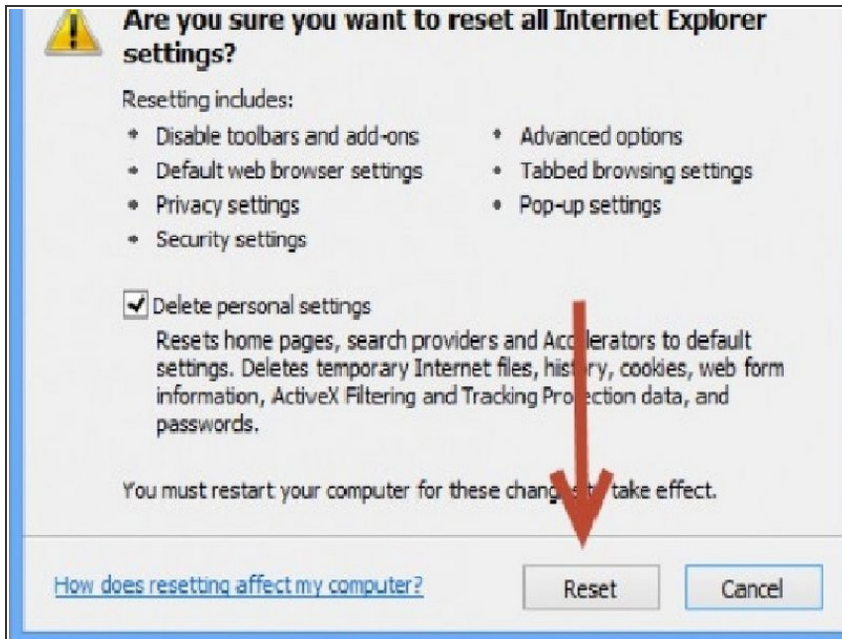 Are you sure you want to reset all Internet Explorer
settings?
Resetting includes:
Disable toolbars and add-ons
Default web browser settings
Privacy settings
Security settings
Advanced options
Tabbed browsing settings
Pop-up settings
Delete personal settings
Resets home pages, search providers and Accelerators to default
settings. Deletes temporary Internet files, history, cookies, web form
information, ActiveX Filtering and Tracking Protection data, and
passwords.
You must restart your computer for these changes to take effect.
How does resetting affect my computer?
Reset
Cancel